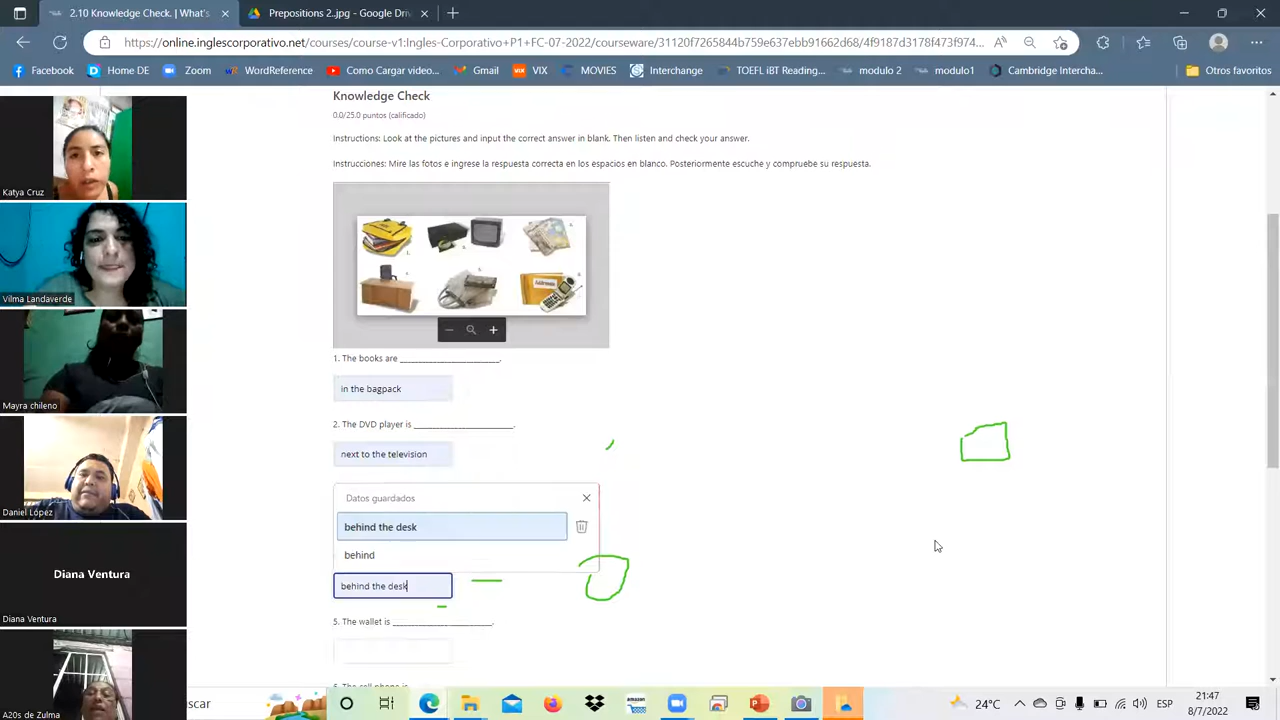 2.10 Knowledge Check. | What's
Prepositions 2.jpg - Google Driv
https://online.inglescorporativo.net/courses/course-v1:Ingles-Corporativo+P1+FC-07-2022/courseware/31120f7265844b759e637ebb91662d68/4f9187d3178f473f974...
Facebook
Home DE
Zoom
WordReference
Como Cargar video...
Gmail
VIX
MOVIES
Interchange
TOEFL iBT Reading...
modulo 2
modulo1
Cambridge Intercha...
Otros favoritos
Knowledge Check
0.0/25.0 puntos (calificado)
Instructions: Look at the pictures and input the correct answer in blank. Then listen and check your answer.
Instrucciones: Mire las fotos e ingrese la respuesta correcta en los espacios en blanco. Posteriormente escuche y compruebe su respuesta.
Addresses
1. The books are ________________________.
in the bagpack
2. The DVD player is ________________________.
next to the television
Datos guardados
behind the desk
behind
behind the desk
5. The wallet is ________________________.
Katya Cruz
Vilma Landaverde
Mayra chileno
Daniel López
Diana Ventura
Diana Ventura
A20s de Zulma
scar
24°C
ESP
21:47
8/7/2022